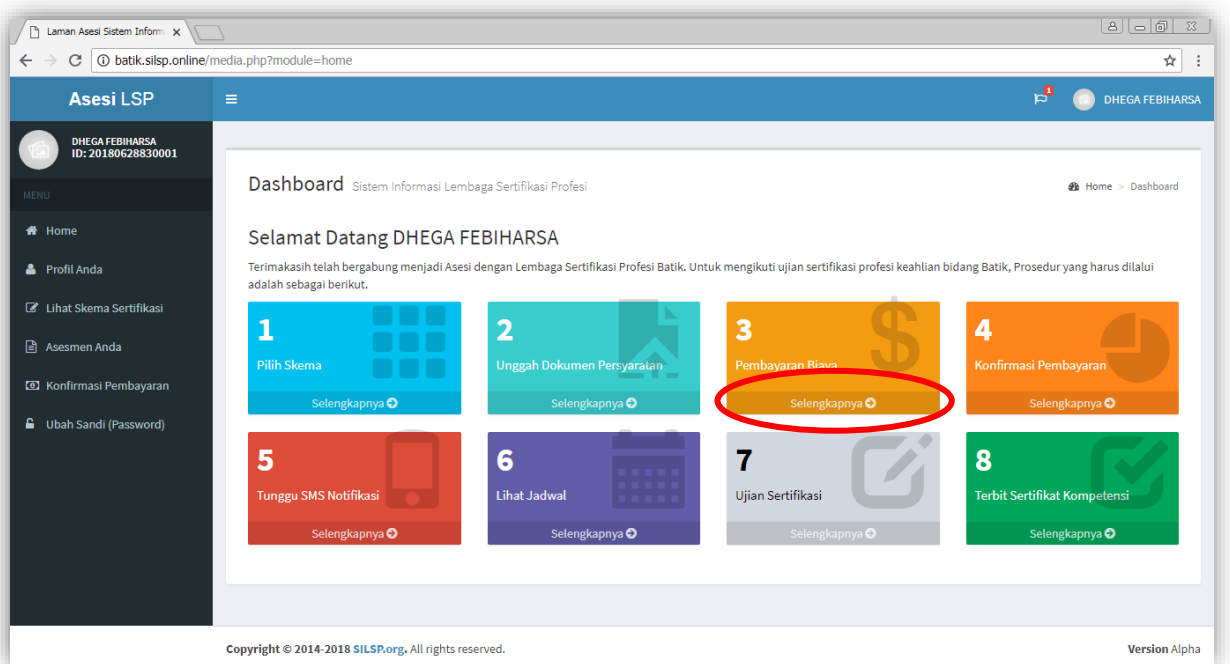 Laman Asesi Sistem Inform
batik.silsp.online/media.php?module=home
Asesi LSP
1
DHEGA FEBIHARSA
DHEGA FEBIHARSA
ID: 20180628830001
MENU
Home
Profil Anda
Lihat Skema Sertifikasi
Asesmen Anda
Konfirmasi Pembayaran
Ubah Sandi (Password)
Dashboard Sistem Informasi Lembaga Sertifikasi Profesi
Home > Dashboard
Selamat Datang DHEGA FEBIHARSA
Terimakasih telah bergabung menjadi Asesi dengan Lembaga Sertifikasi Profesi Batik. Untuk mengikuti ujian sertifikasi profesi keahlian bidang Batik, Prosedur yang harus dilalui
adalah sebagai berikut.
1
Pilih Skema
Selengkapnya
2
Unggah Dokumen Persyaratan
Selengkapnya
3
Pembayaran Biaya
Selengkapnya
4
Konfirmasi Pembayaran
Selengkapnya
5
Tunggu SMS Notifikasi
Selengkapnya
6
Lihat Jadwal
Selengkapnya
7
Ujian Sertifikasi
Selengkapnya
8
Terbit Sertifikat Kompetensi
Selengkapnya
Copyright © 2014-2018 SILSP.org. All rights reserved.
Version Alpha